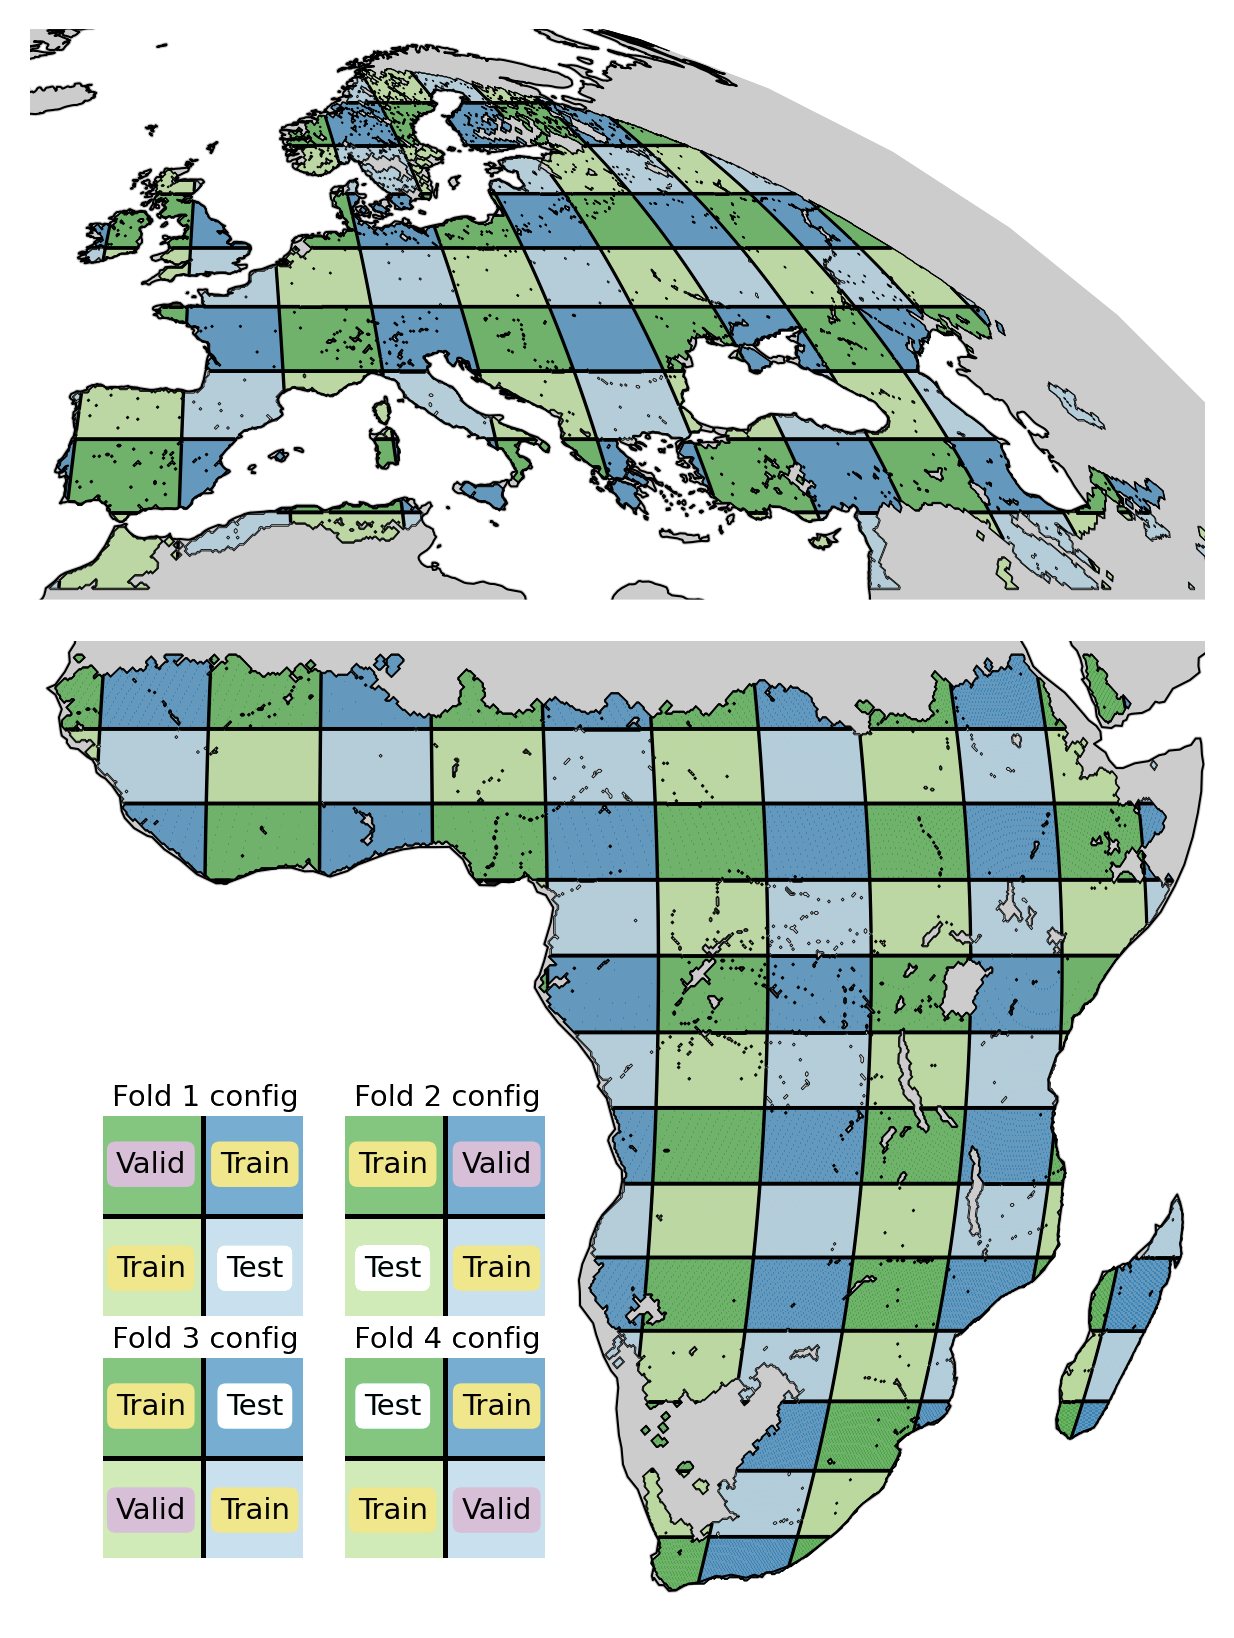 Fold 1 config
Fold 2 config
Valid Train
Train Valid
Train Test
Test Train
Fold 3 config
Fold 4 config
Train Test
Test Train
Valid Train
Train Valid